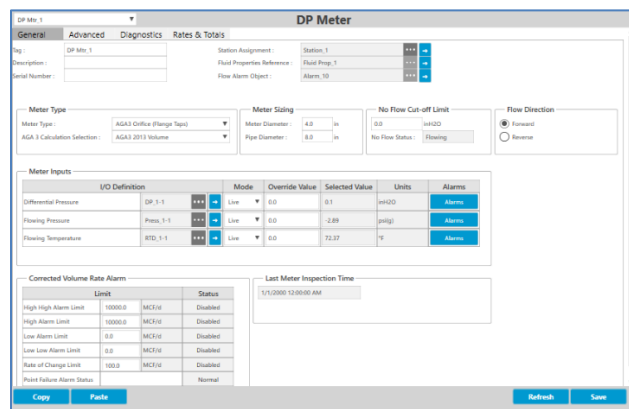 DP Mtr_1
DP Meter
General Advanced Diagnostics Rates & Totals
Tag : DP Mtr_1 Station Assignment : Station_1
Description : Fluid Properties Reference : Fluid Prop_1
Serial Number : Flow Alarm Object : Alarm_10
Meter Type Meter Sizing No Flow Cut-off Limit Flow Direction
Meter Type : AGA3 Orifice (Flange Taps) Meter Diameter : 4.0 in 0.0 inH2O Forward
AGA 3 Calculation Selection : AGA3 2013 Volume Pipe Diameter : 8.0 in No Flow Status : Flowing Reverse
Meter Inputs
I/O Definition Mode Override Value Selected Value Units Alarms
Differential Pressure DP_1-1 Live 0.0 0.1 inH2O Alarms
Flowing Pressure Press_1-1 Live 0.0 -2.89 psi(g) Alarms
Flowing Temperature RTD_1-1 Live 0.0 72.37 °F Alarms
Corrected Volume Rate Alarm Last Meter Inspection Time
Limit Status 1/1/2000 12:00:00 AM
High High Alarm Limit 10000.0 MCF/d Disabled
High Alarm Limit 10000.0 MCF/d Disabled
Low Alarm Limit 0.0 MCF/d Disabled
Low Low Alarm Limit 0.0 MCF/d Disabled
Rate of Change Limit 100.0 MCF/d Disabled
Point Failure Alarm Status Normal
Copy Paste Refresh Save